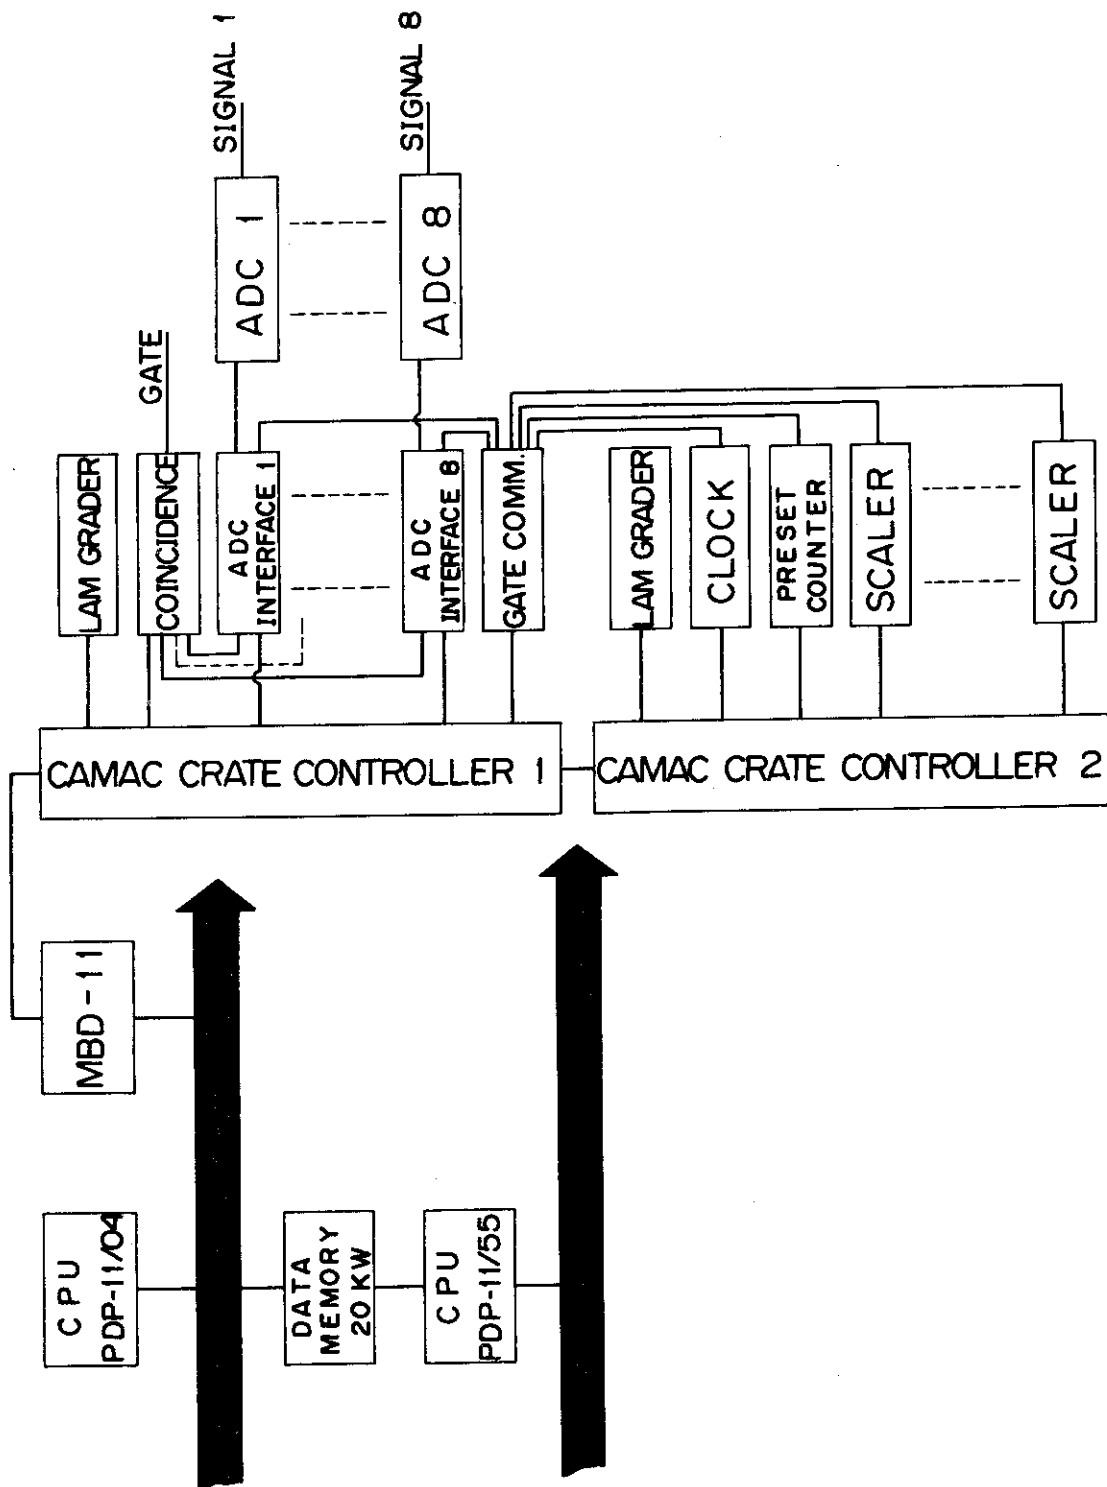 SIGNAL 1
SIGNAL 8
GATE
ADC 1
ADC 8
LAM GRADER
COINCIDENCE
ADC
INTERFACE 1
ADC
INTERFACE 8
GATE COMM.
LAM GRADER
CLOCK
PRESET
COUNTER
SCALER
SCALER
CAMAC CRATE CONTROLLER 1
CAMAC CRATE CONTROLLER 2
MBD-11
CPU
PDP-11/04
DATA
MEMORY
20 KW
CPU
PDP-11/55